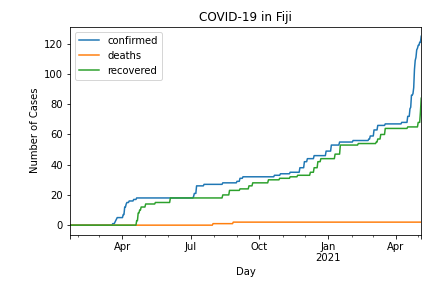 COVID-19 in Fiji
confirmed
deaths
recovered
Number of Cases
120
100
80
60
40
20
0
Apr
Jul
Oct
Jan
2021
Apr
Day